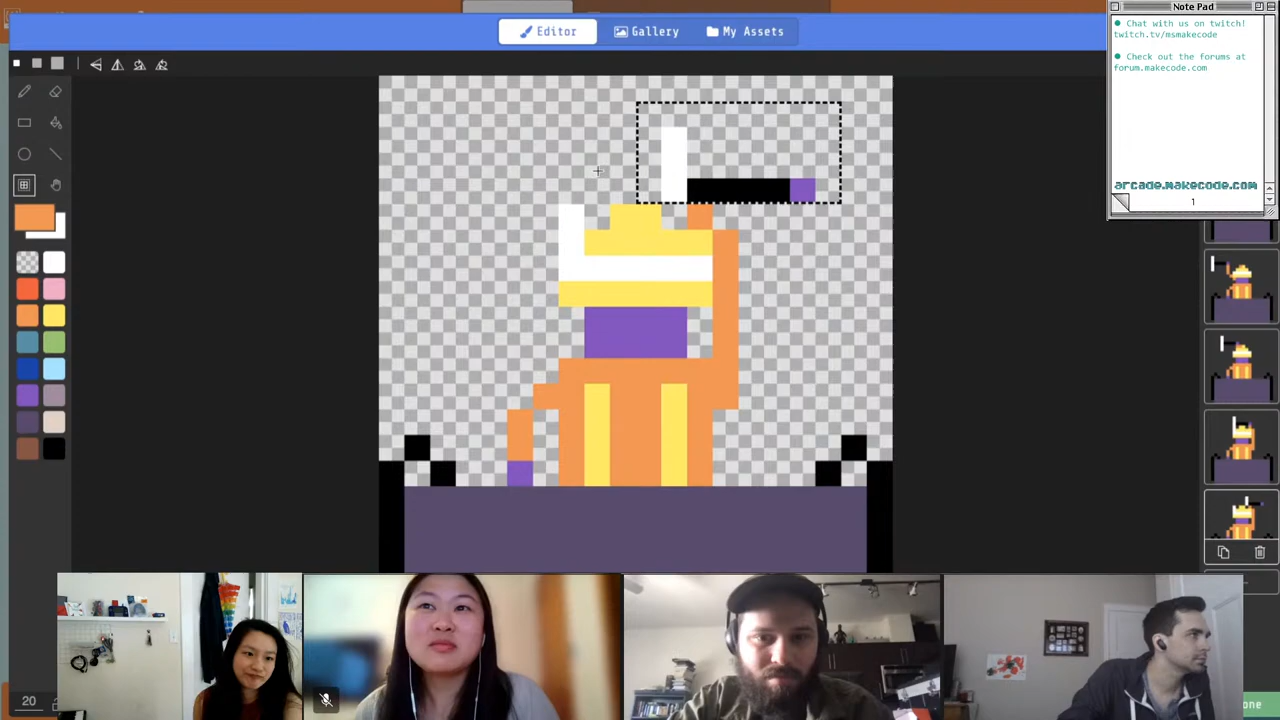 Editor
Gallery
My Assets
Note Pad
● Chat with us on twitch!
twitch.tv/msmakecode
● Check out the forums at
forum.makecode.com
arcade.makecode.com
1
20
one